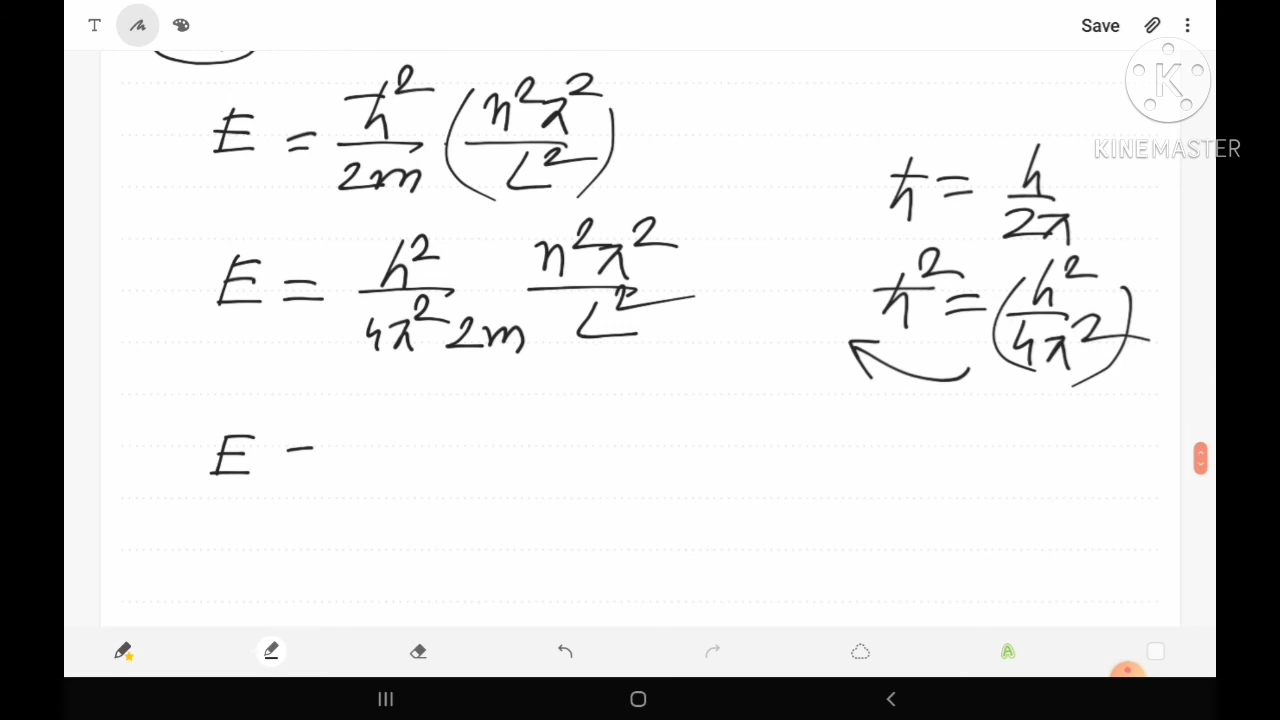 T Save
K
KINEMASTER
E = ħ²/2m (n²π²/L²)
ħ = h/2π
E = h²/4π²2m n²π²/L²
ħ² = (h²/4π²)
E -
A